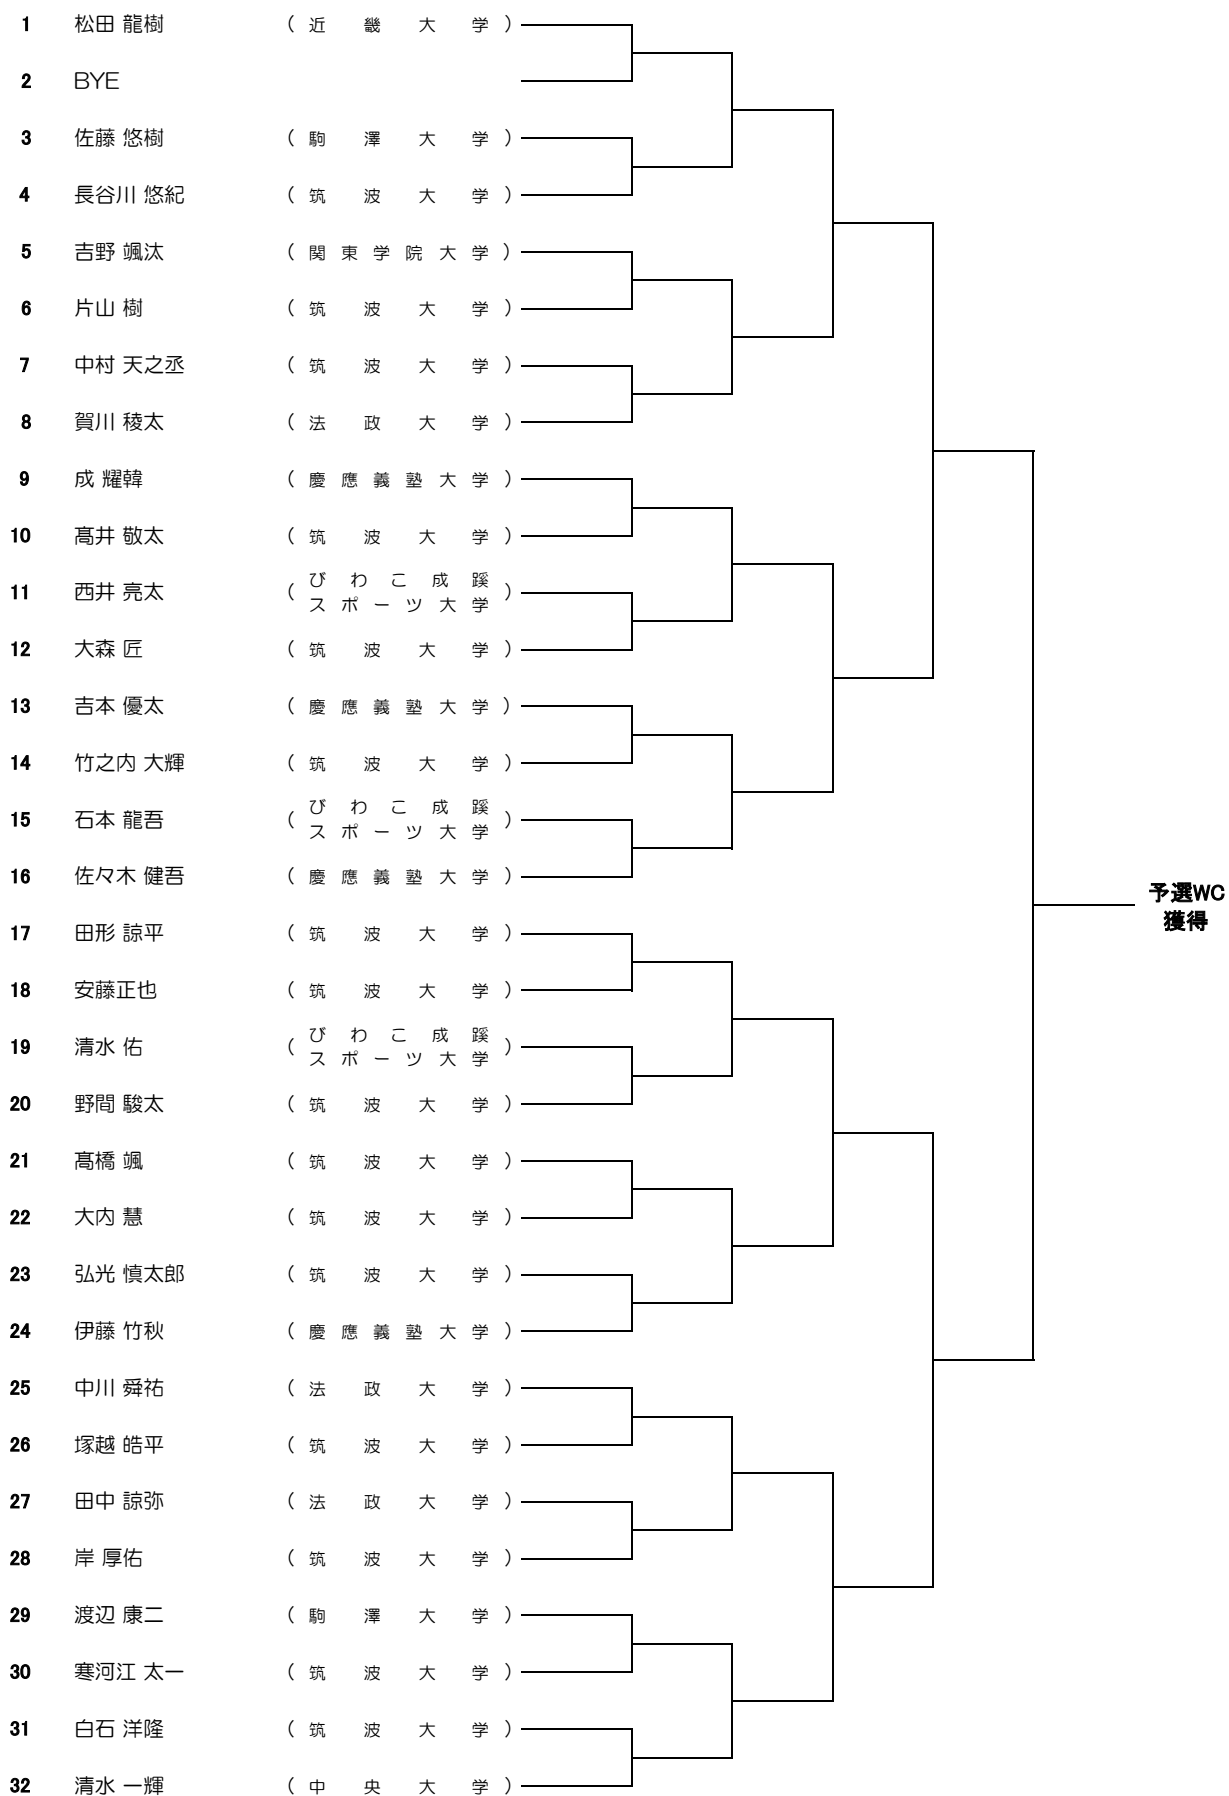 1 松田 龍樹 (近畿大学)
2 BYE
3 佐藤 悠樹 (駒澤大学)
4 長谷川 悠紀 (筑波大学)
5 吉野 颯汰 (関東学院大学)
6 片山 樹 (筑波大学)
7 中村 天之丞 (筑波大学)
8 賀川 稜太 (法政大学)
9 成 耀韓 (慶應義塾大学)
10 髙井 敬太 (筑波大学)
11 西井 亮太 (びわこ成蹊
スポーツ大学)
12 大森 匠 (筑波大学)
13 吉本 優太 (慶應義塾大学)
14 竹之内 大輝 (筑波大学)
15 石本 龍吾 (びわこ成蹊
スポーツ大学)
16 佐々木 健吾 (慶應義塾大学)
予選WC
獲得
17 田形 諒平 (筑波大学)
18 安藤正也 (筑波大学)
19 清水 佑 (びわこ成蹊
スポーツ大学)
20 野間 駿太 (筑波大学)
21 髙橋 颯 (筑波大学)
22 大内 慧 (筑波大学)
23 弘光 慎太郎 (筑波大学)
24 伊藤 竹秋 (慶應義塾大学)
25 中川 舜祐 (法政大学)
26 塚越 皓平 (筑波大学)
27 田中 諒弥 (法政大学)
28 岸 厚佑 (筑波大学)
29 渡辺 康二 (駒澤大学)
30 寒河江 太一 (筑波大学)
31 白石 洋隆 (筑波大学)
32 清水 一輝 (中央大学)